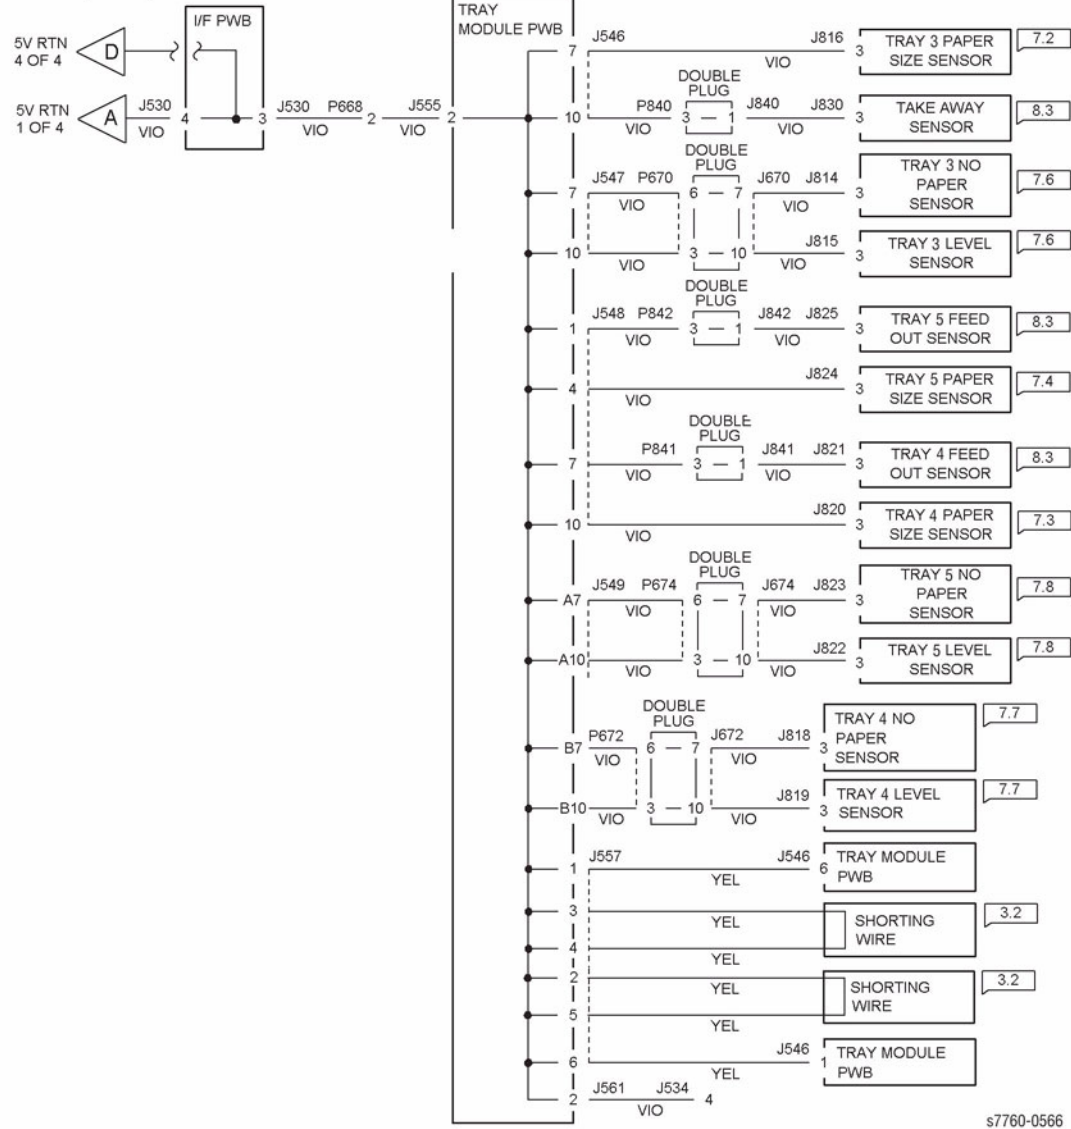 I/F PWB
5V RTN
4 OF 4
D
5V RTN
1 OF 4
A
J530
VIO
4
3
J530 P668
VIO
2
J555
VIO
2
TRAY
MODULE PWB
7 J546 VIO J816 3
TRAY 3 PAPER
SIZE SENSOR
7.2
DOUBLE
PLUG
10 P840 VIO 3 1 J840 VIO J830 3
TAKE AWAY
SENSOR
8.3
DOUBLE
PLUG
7 J547 P670 VIO 6 7 J670 J814 VIO 3
TRAY 3 NO
PAPER
SENSOR
7.6
10 VIO 3 10 VIO J815 3
TRAY 3 LEVEL
SENSOR
7.6
DOUBLE
PLUG
1 J548 P842 VIO 3 1 J842 J825 VIO 3
TRAY 5 FEED
OUT SENSOR
8.3
4 VIO J824 3
TRAY 5 PAPER
SIZE SENSOR
7.4
DOUBLE
PLUG
7 P841 VIO 3 1 J841 J821 VIO 3
TRAY 4 FEED
OUT SENSOR
8.3
10 VIO J820 3
TRAY 4 PAPER
SIZE SENSOR
7.3
DOUBLE
PLUG
A7 J549 P674 VIO 6 7 J674 J823 VIO 3
TRAY 5 NO
PAPER
SENSOR
7.8
A10 VIO 3 10 VIO J822 3
TRAY 5 LEVEL
SENSOR
7.8
DOUBLE
PLUG
B7 P672 VIO 6 7 J672 VIO J818 3
TRAY 4 NO
PAPER
SENSOR
7.7
B10 VIO 3 10 VIO J819 3
TRAY 4 LEVEL
SENSOR
7.7
1 J557 YEL J546 6
TRAY MODULE
PWB
3 YEL
4 YEL
SHORTING
WIRE
3.2
2 YEL
5 YEL
SHORTING
WIRE
3.2
6 YEL J546 1
TRAY MODULE
PWB
2 J561 VIO J534 4
s7760-0566